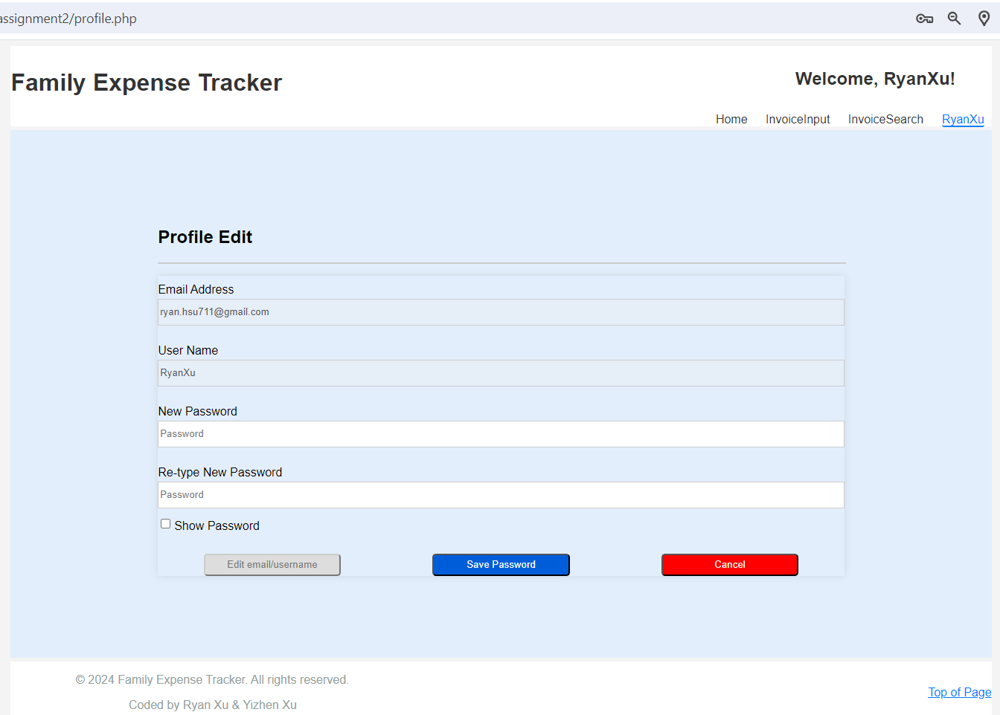 assignment2/profile.php
Family Expense Tracker
Welcome, RyanXu!
Home InvoiceInput InvoiceSearch RyanXu
Profile Edit
Email Address
ryan.hsu711@gmail.com
User Name
RyanXu
New Password
Password
Re-type New Password
Password
Show Password
Edit email/username Save Password Cancel
© 2024 Family Expense Tracker. All rights reserved.
Top of Page
Coded by Ryan Xu & Yizhen Xu